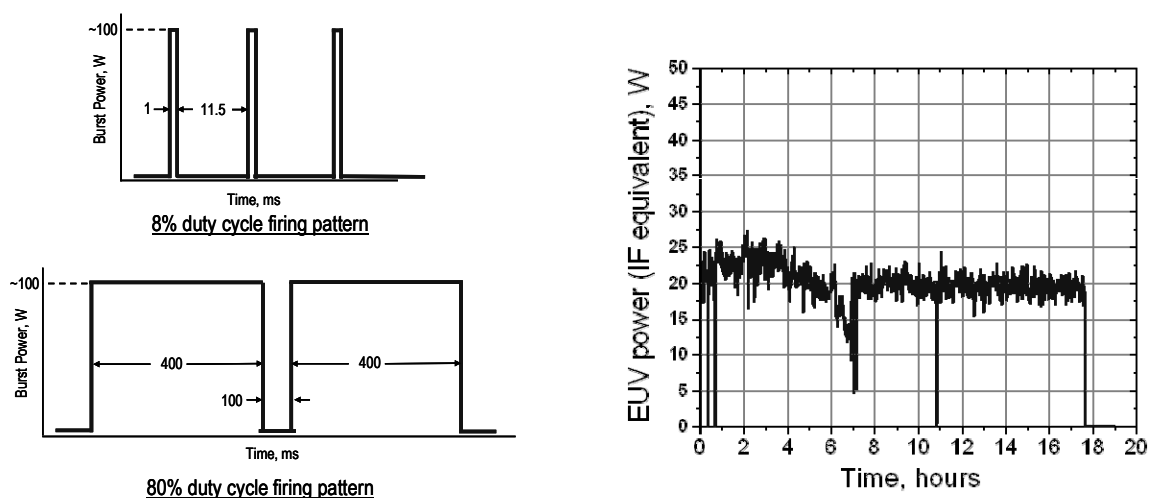 ~100
Burst Power, W
1
11.5
Time, ms
8% duty cycle firing pattern
~100
Burst Power, W
400
400
100
Time, ms
80% duty cycle firing pattern
EUV power (IF equivalent), W
50
45
40
35
30
25
20
15
10
5
0
0 2 4 6 8 10 12 14 16 18 20
Time, hours